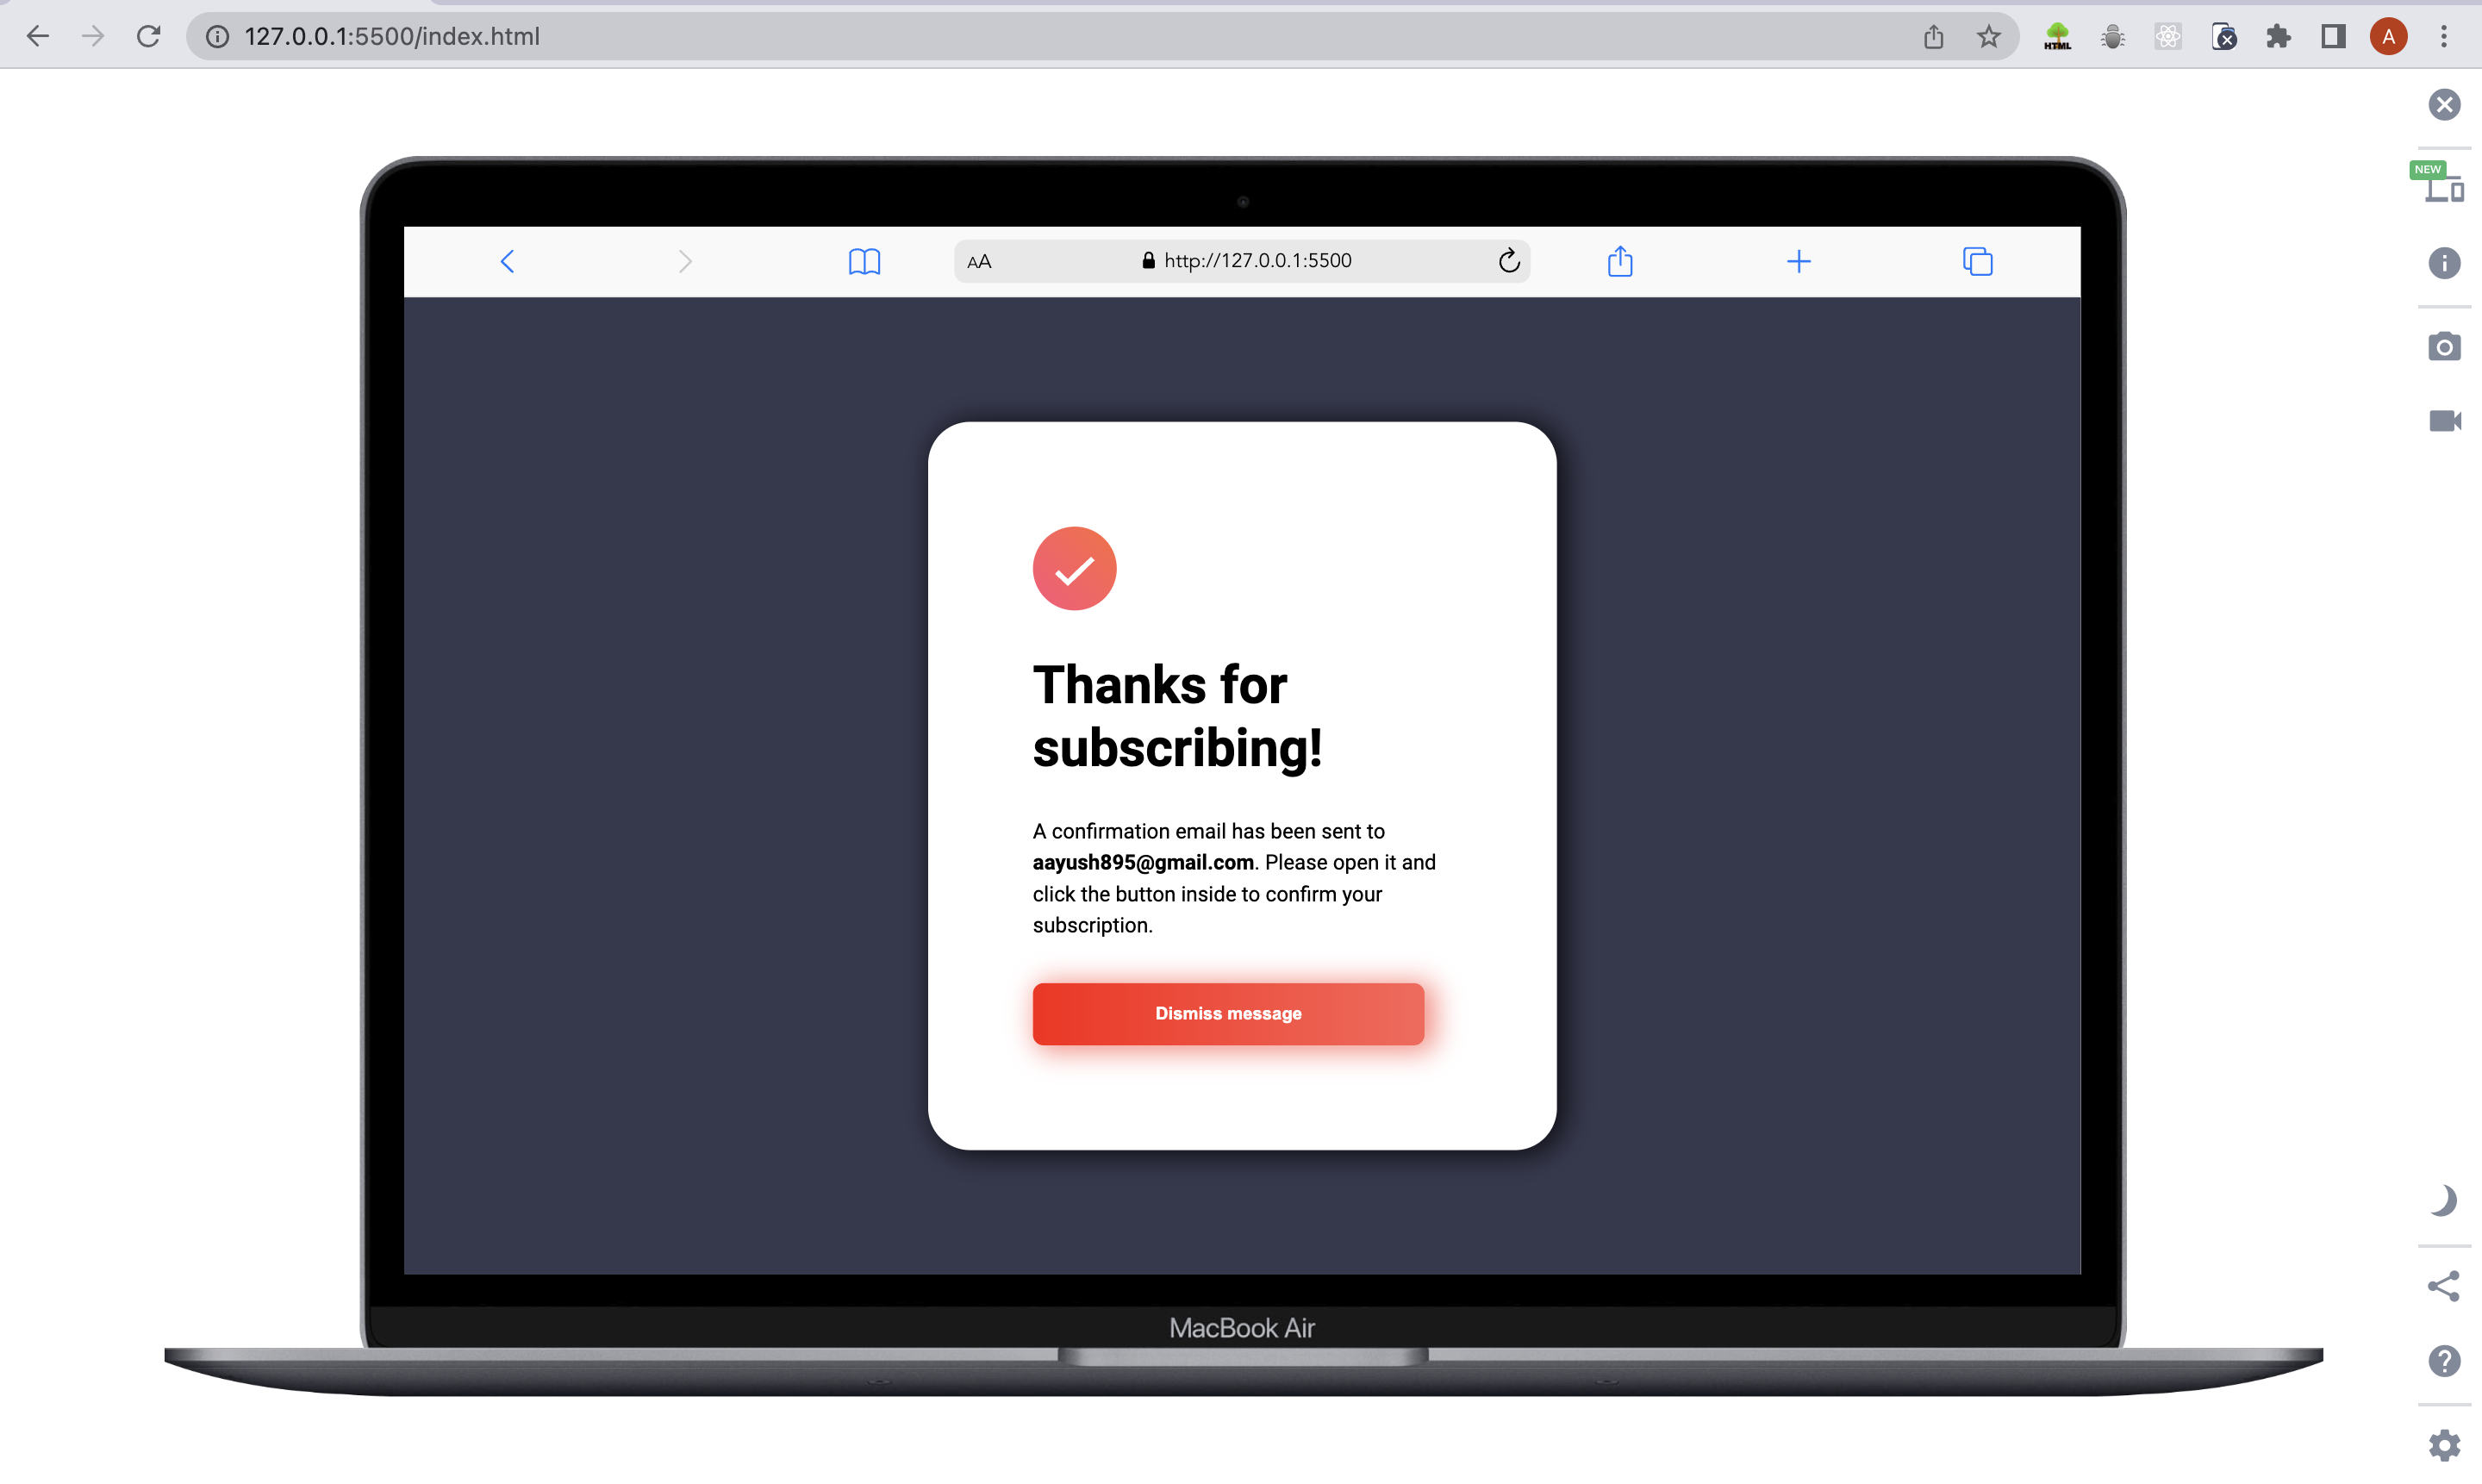 127.0.0.1:5500/index.html
HTML
A
NEW
AA
http://127.0.0.1:5500
Thanks for
subscribing!
A confirmation email has been sent to
aayush895@gmail.com. Please open it and
click the button inside to confirm your
subscription.
Dismiss message
MacBook Air